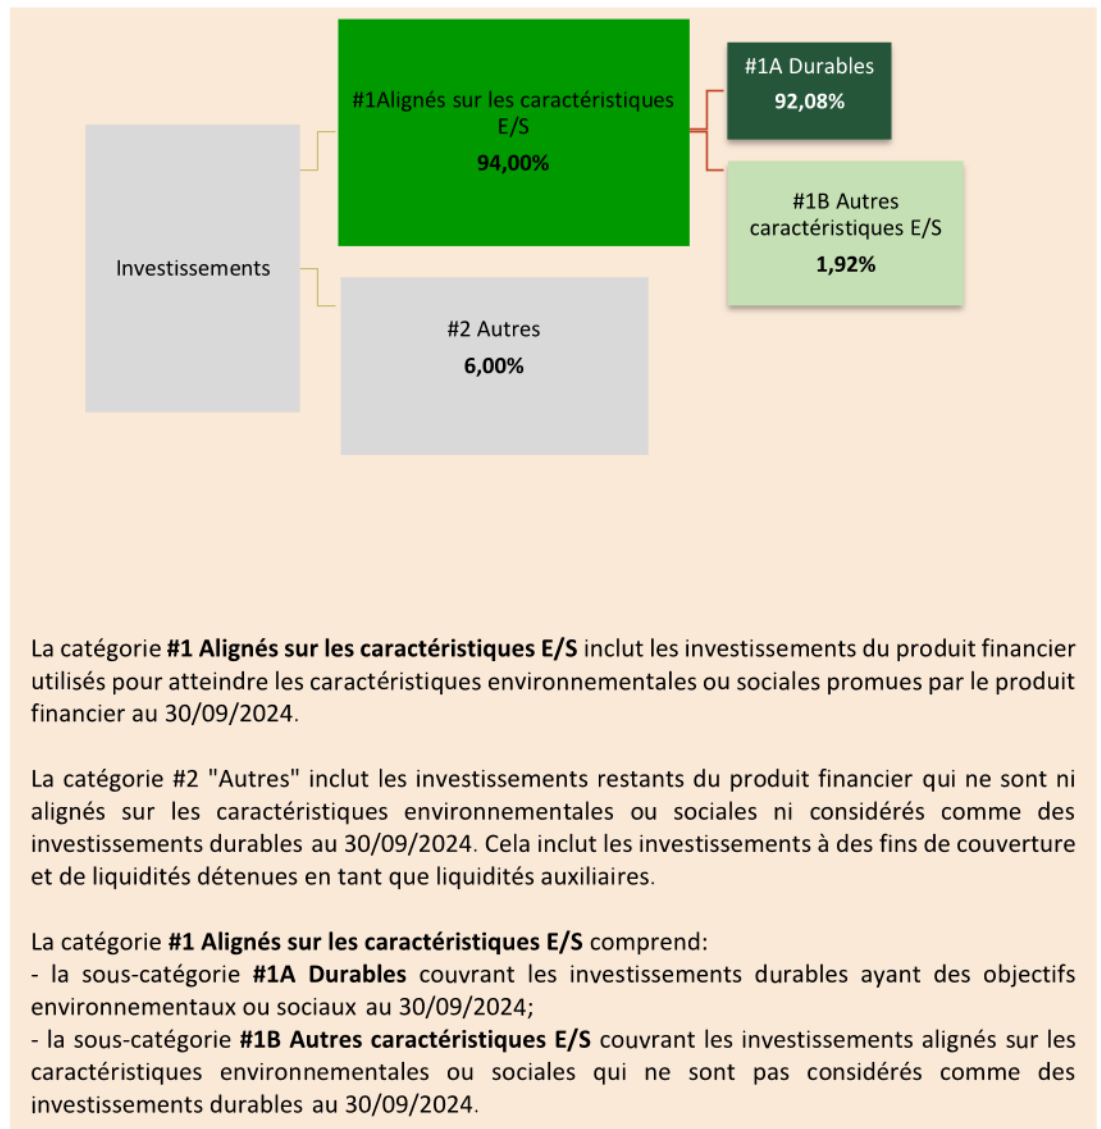 #1Alignés sur les caractéristiques
E/S
94,00%
#1A Durables
92,08%
#1B Autres
caractéristiques E/S
1,92%
Investissements
#2 Autres
6,00%
La catégorie #1 Alignés sur les caractéristiques E/S inclut les investissements du produit financier
utilisés pour atteindre les caractéristiques environnementales ou sociales promues par le produit
financier au 30/09/2024.
La catégorie #2 "Autres" inclut les investissements restants du produit financier qui ne sont ni
alignés sur les caractéristiques environnementales ou sociales ni considérés comme des
investissements durables au 30/09/2024. Cela inclut les investissements à des fins de couverture
et de liquidités détenues en tant que liquidités auxiliaires.
La catégorie #1 Alignés sur les caractéristiques E/S comprend:
- la sous-catégorie #1A Durables couvrant les investissements durables ayant des objectifs
environnementaux ou sociaux au 30/09/2024;
- la sous-catégorie #1B Autres caractéristiques E/S couvrant les investissements alignés sur les
caractéristiques environnementales ou sociales qui ne sont pas considérés comme des
investissements durables au 30/09/2024.